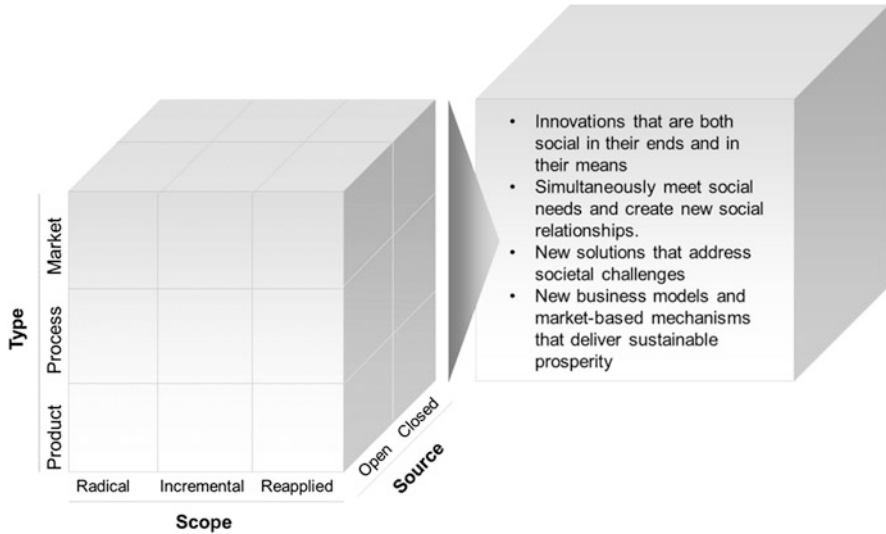 • Innovations that are both
social in their ends and in
their means
• Simultaneously meet social
needs and create new social
relationships.
• New solutions that address
societal challenges
• New business models and
market-based mechanisms
that deliver sustainable
prosperity
Type
Market
Process
Product
Radical
Incremental
Reapplied
Scope
Open
Closed
Source